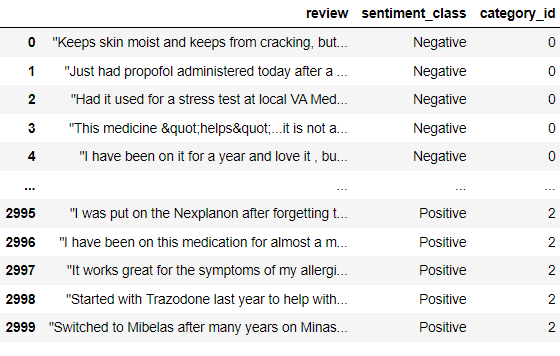 review sentiment_class category_id
0 "Keeps skin moist and keeps from cracking, but... Negative 0
1 "Just had propofol administered today after a ... Negative 0
2 "Had it used for a stress test at local VA Med... Negative 0
3 "This medicine &quot;helps&quot;...it is not a... Negative 0
4 "I have been on it for a year and love it , bu... Negative 0
... ... ... ...
2995 "I was put on the Nexplanon after forgetting t... Positive 2
2996 "I have been on this medication for almost a m... Positive 2
2997 "It works great for the symptoms of my allergi... Positive 2
2998 "Started with Trazodone last year to help with... Positive 2
2999 "Switched to Mibelas after many years on Minas... Positive 2